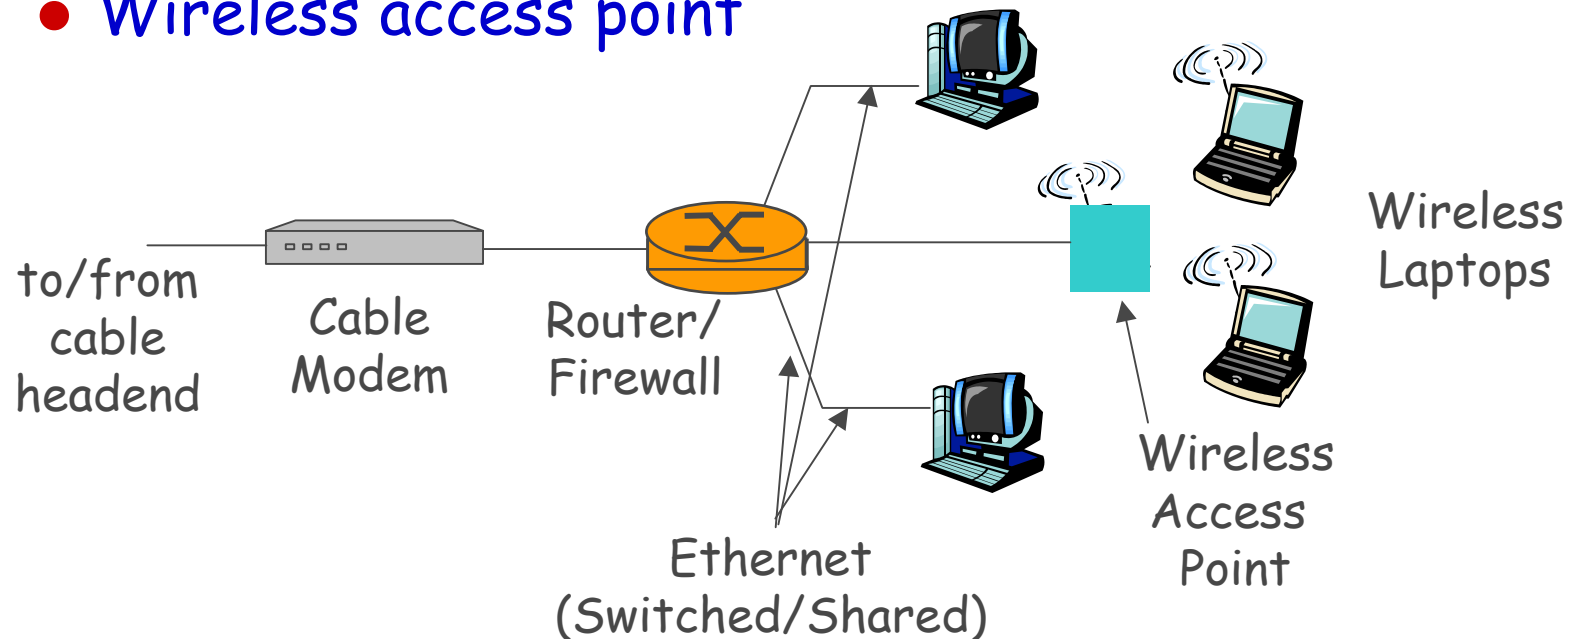 ● Wireless access point
to/from
cable
headend
Cable
Modem
Router/
Firewall
Wireless
Laptops
Wireless
Access
Point
Ethernet
(Switched/Shared)